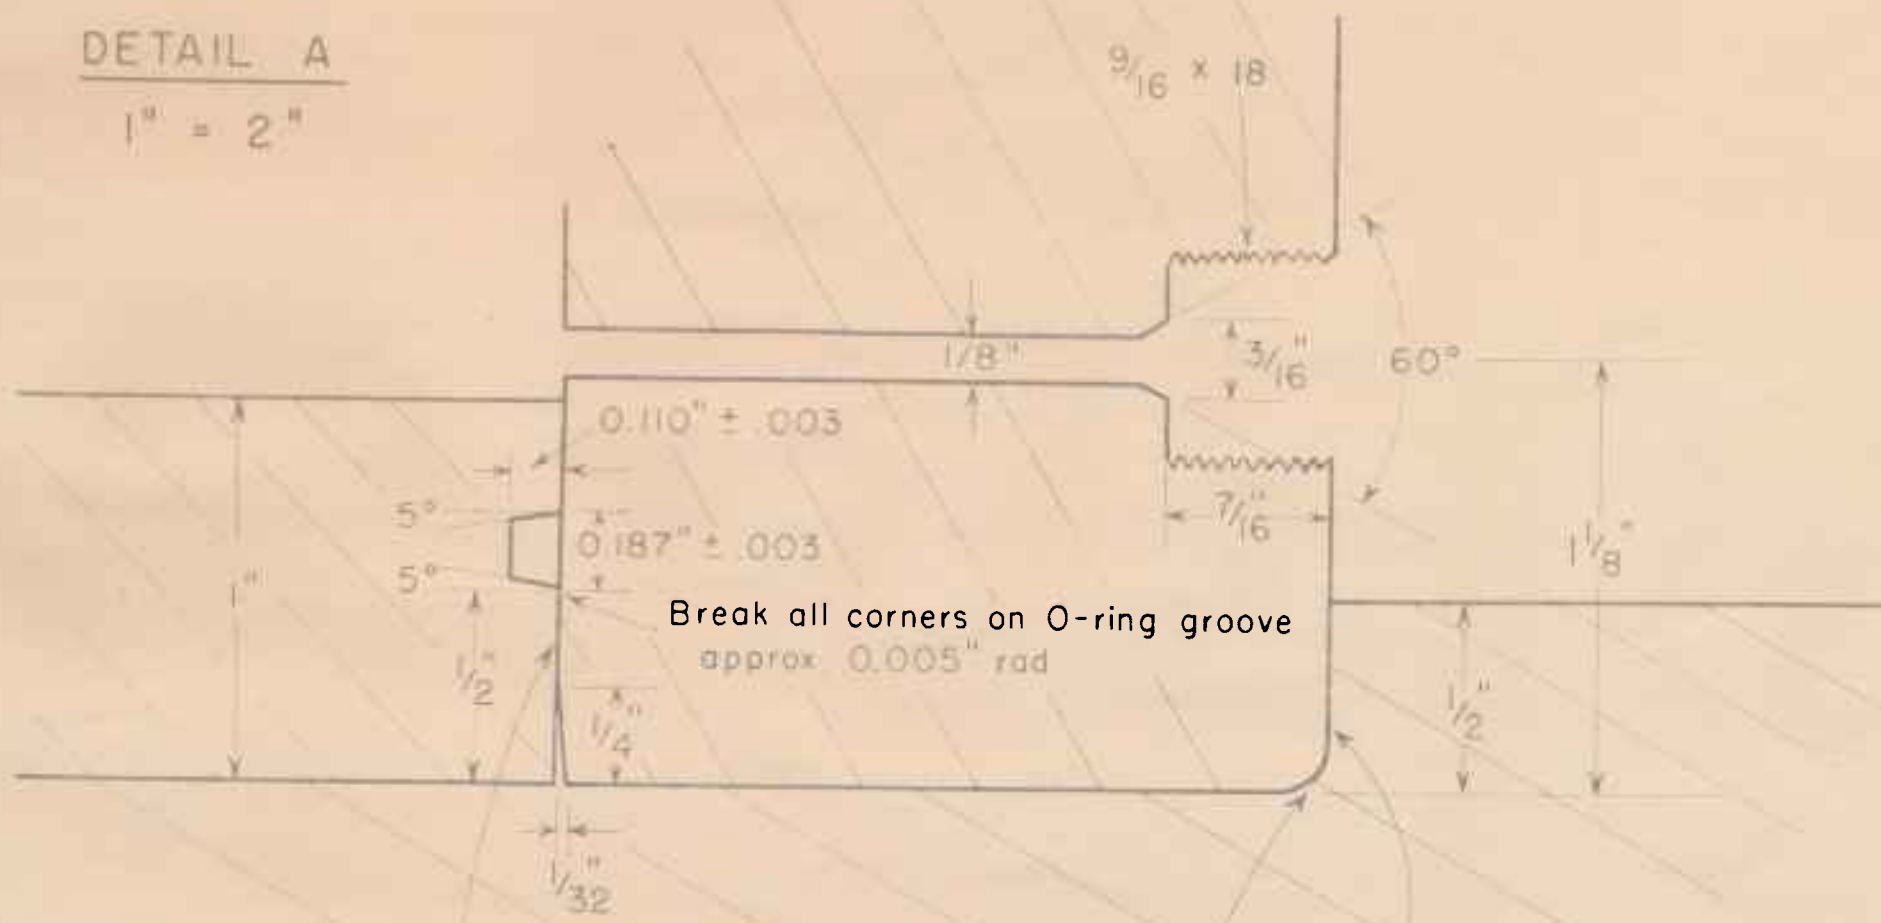 DETAIL A
1" = 2"
9/16 x 18
1/8"
3/16"
60°
0.110" ± .003
5°
7/16"
0.187" ± .003
1 1/8"
5°
1"
Break all corners on O-ring groove
approx 0.005" rad
1/2"
1/4"
1/2"
1/32"